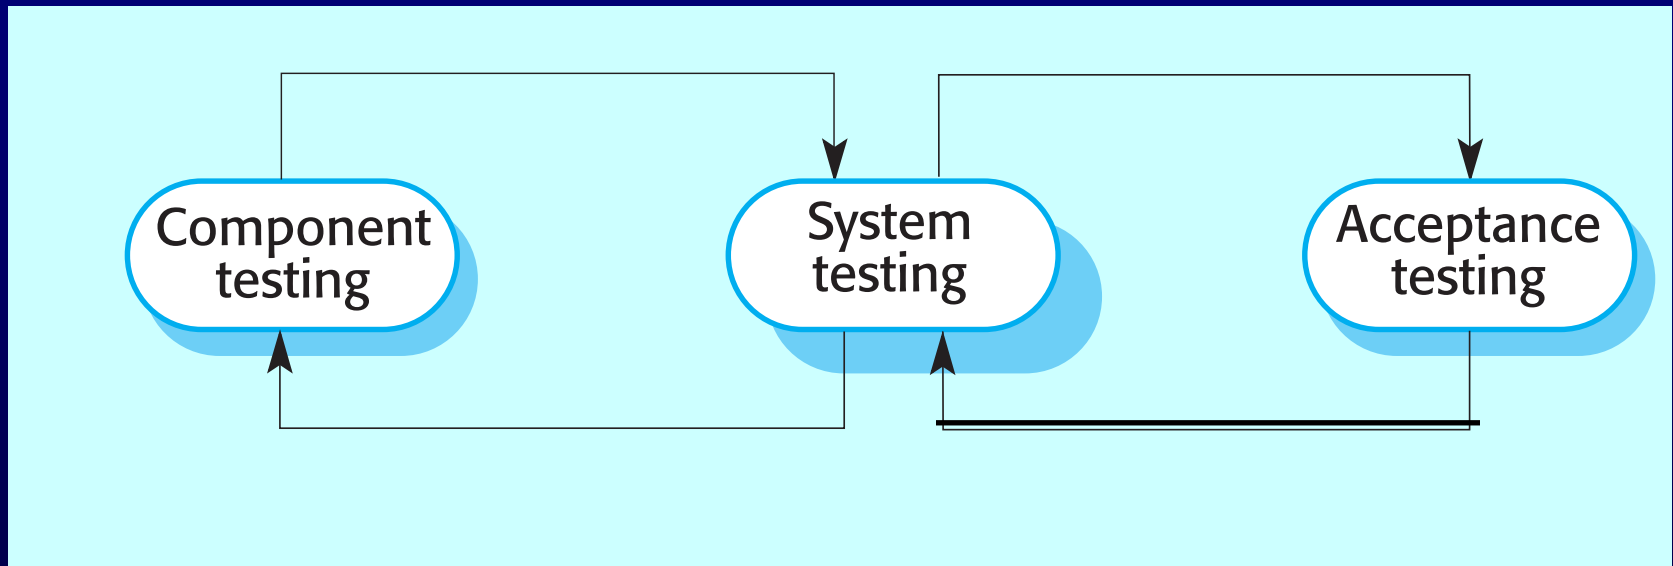 Component
testing
System
testing
Acceptance
testing